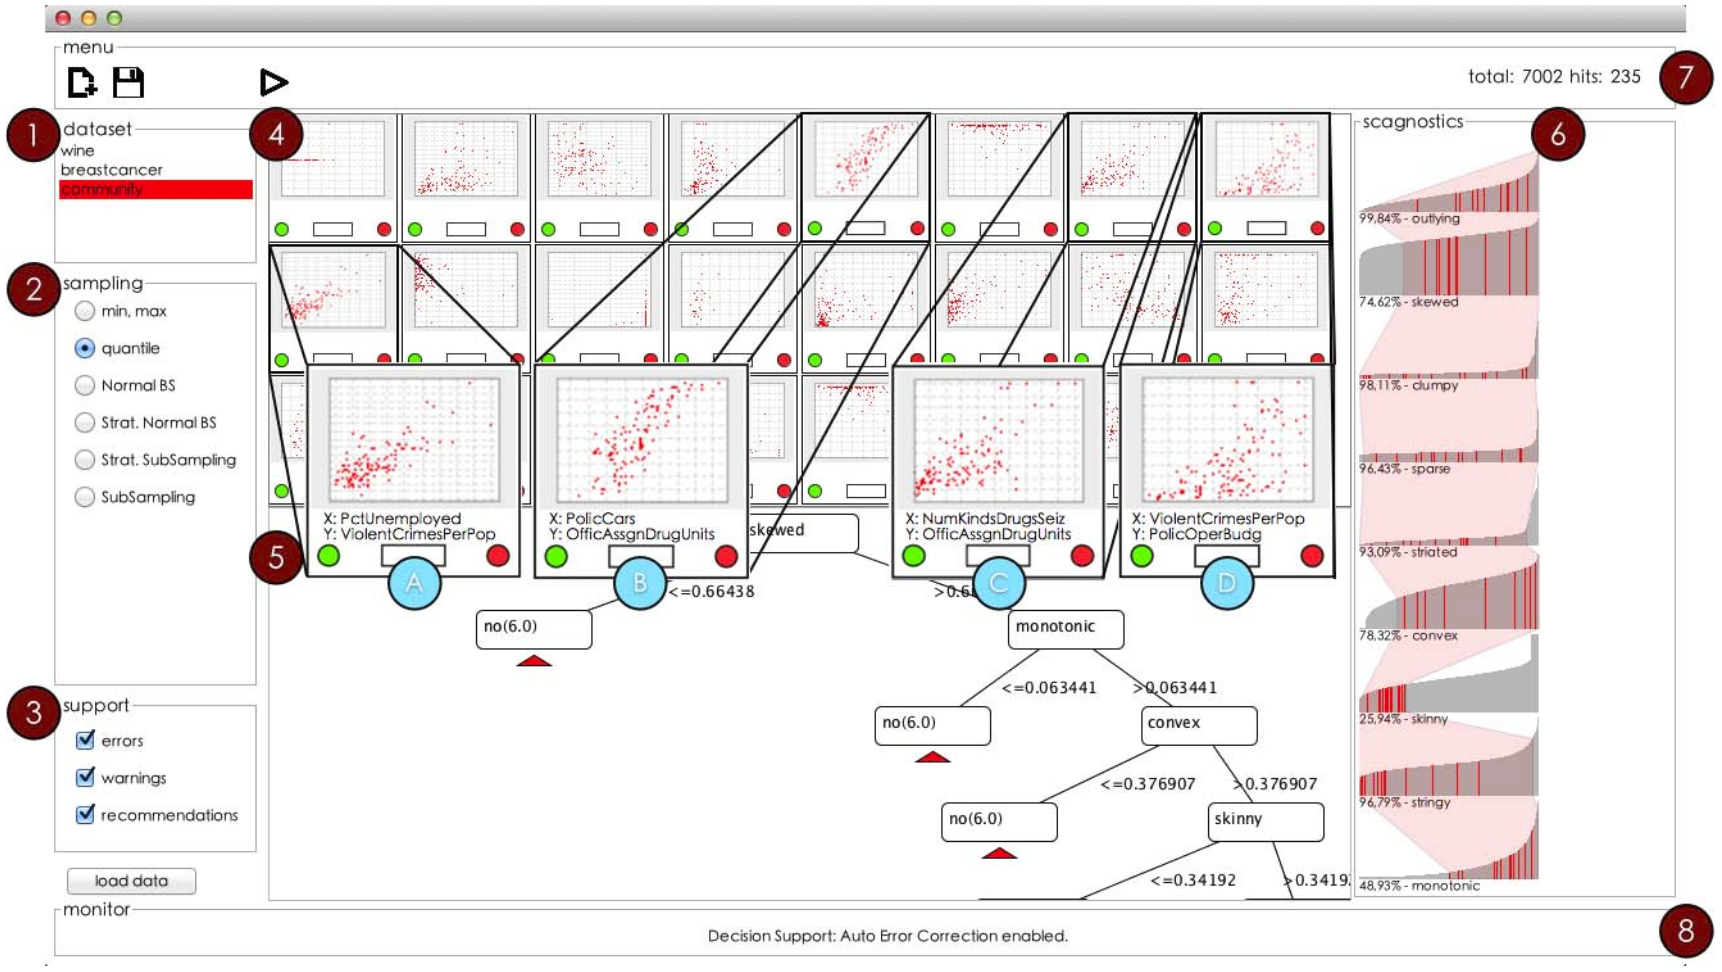 menu
total: 7002 hits: 235
7
1
dataset
wine
breastcancer
community
4
scagnostics
6
2
sampling
min, max
quantile
Normal BS
Strat. Normal BS
Strat. SubSampling
SubSampling
3
support
errors
warnings
recommendations
load data
5
X: PctUnemployed
Y: ViolentCrimesPerPop
A
X: PolicCars
Y: OfficAssgnDrugUnits
B
X: NumKindsDrugsSeiz
Y: OfficAssgnDrugUnits
C
X: ViolentCrimesPerPop
Y: PolicOperBudg
D
skewed
<=0.66438
>0.6
no(6.0)
monotonic
<=0.063441
>0.063441
no(6.0)
convex
<=0.376907
>0.376907
no(6.0)
skinny
<=0.34192
>0.3419
99,84% - outlying
74,62% - skewed
98,11% - clumpy
96,43% - sparse
93,09% - striated
78,32% - convex
25,94% - skinny
96,79% - stringy
48,93% - monotonic
monitor
Decision Support: Auto Error Correction enabled.
8